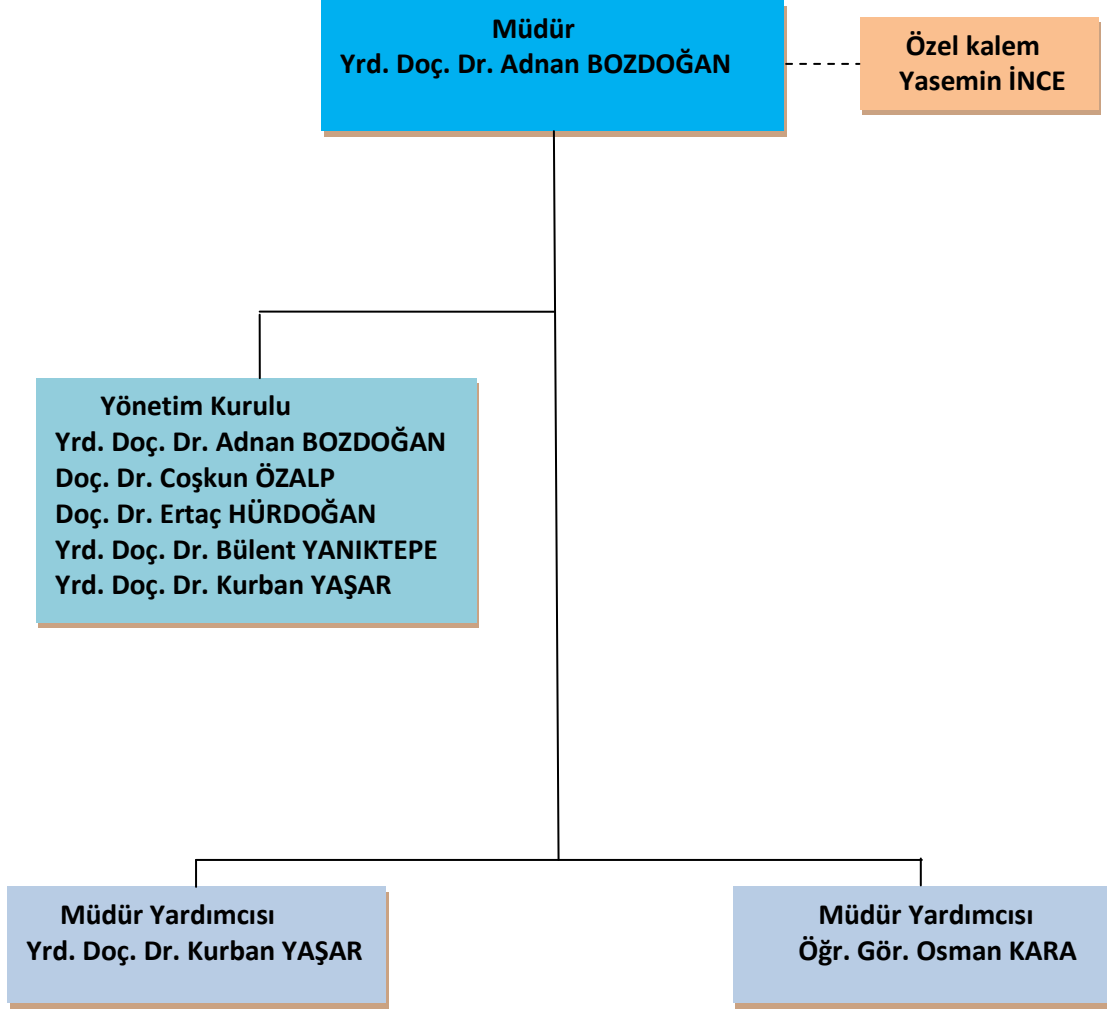 Müdür
Yrd. Doç. Dr. Adnan BOZDOĞAN
Özel kalem
Yasemin İNCE
Yönetim Kurulu
Yrd. Doç. Dr. Adnan BOZDOĞAN
Doç. Dr. Coşkun ÖZALP
Doç. Dr. Ertaç HÜRDOĞAN
Yrd. Doç. Dr. Bülent YANIKTEPE
Yrd. Doç. Dr. Kurban YAŞAR
Müdür Yardımcısı
Yrd. Doç. Dr. Kurban YAŞAR
Müdür Yardımcısı
Öğr. Gör. Osman KARA